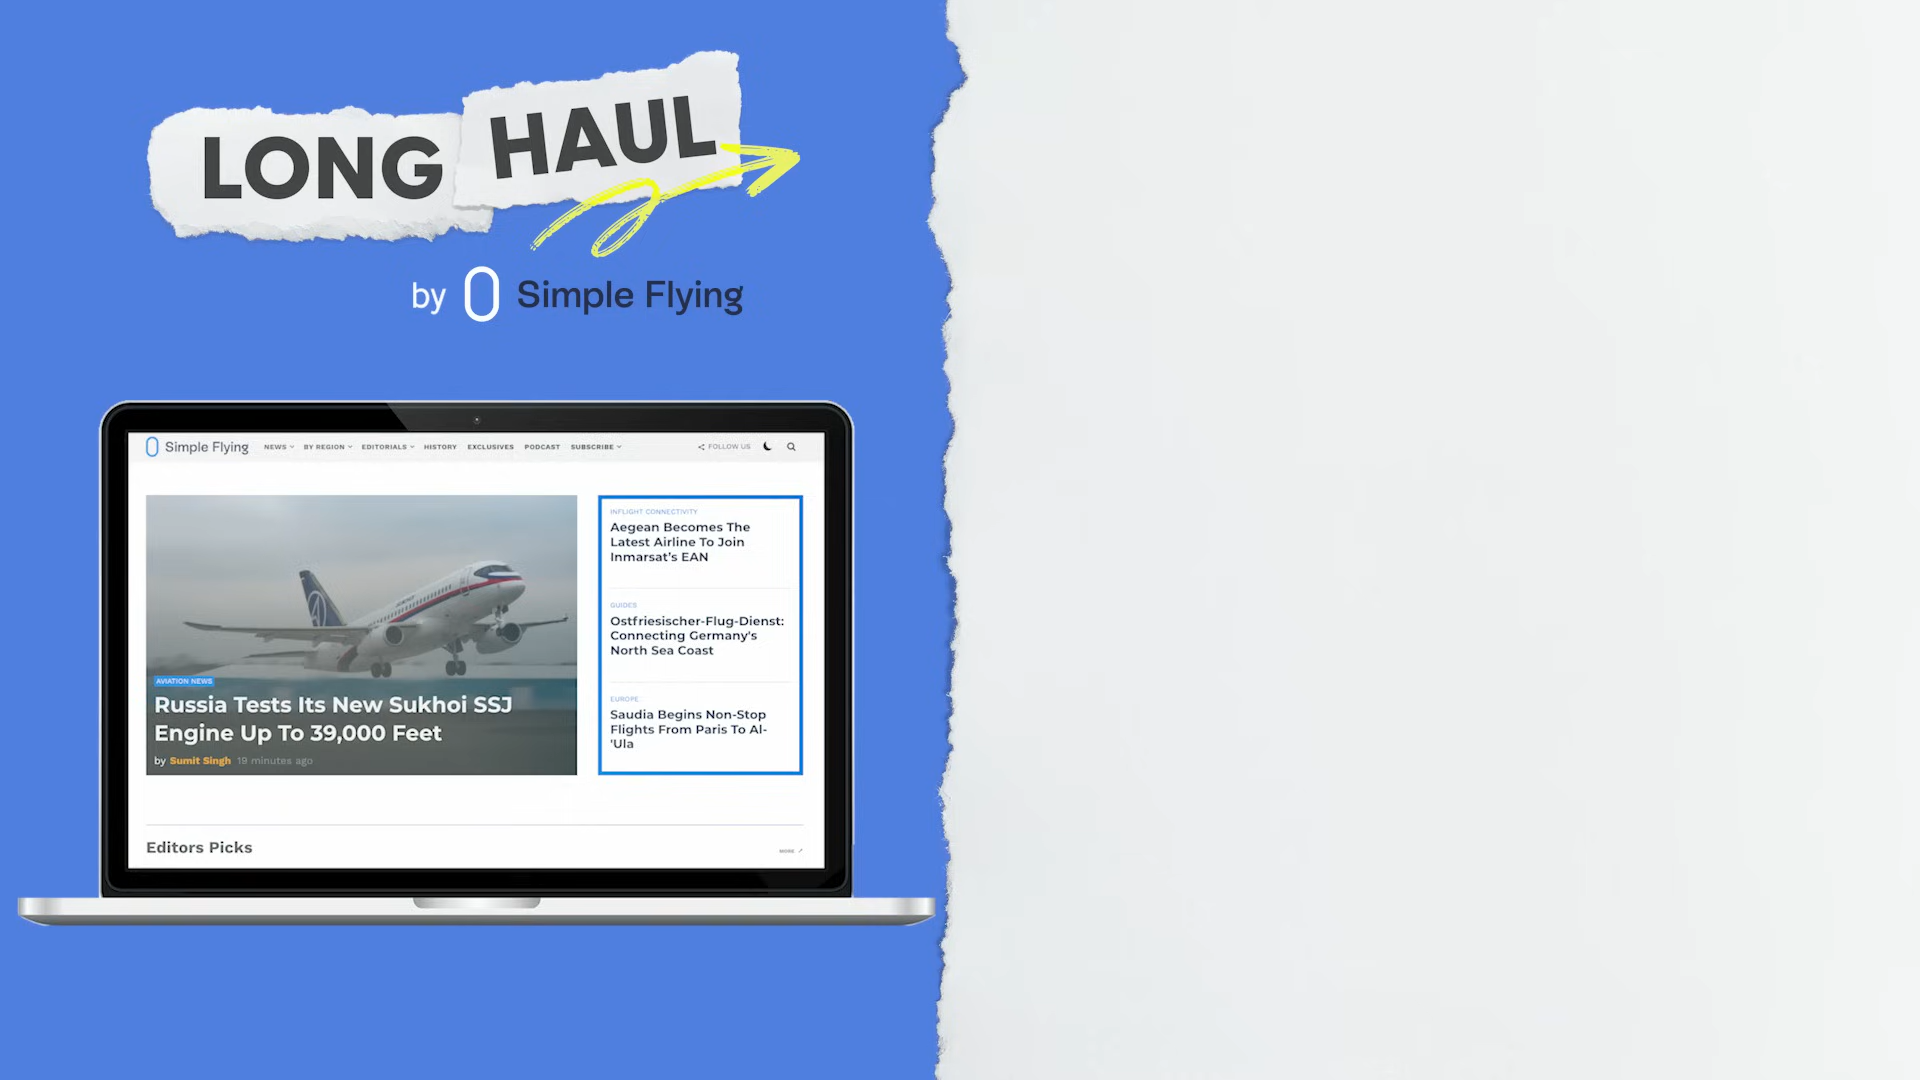 LONG HAUL
by Simple Flying
Simple Flying NEWS BY REGION EDITORIALS HISTORY EXCLUSIVES PODCAST SUBSCRIBE FOLLOW US
AVIATION NEWS
Russia Tests Its New Sukhoi SSJ
Engine Up To 39,000 Feet
by Sumit Singh 19 minutes ago
INFLIGHT CONNECTIVITY
Aegean Becomes The
Latest Airline To Join
Inmarsat's EAN
GUIDES
Ostfriesischer-Flug-Dienst:
Connecting Germany's
North Sea Coast
EUROPE
Saudia Begins Non-Stop
Flights From Paris To Al-
'Ula
Editors Picks
MORE